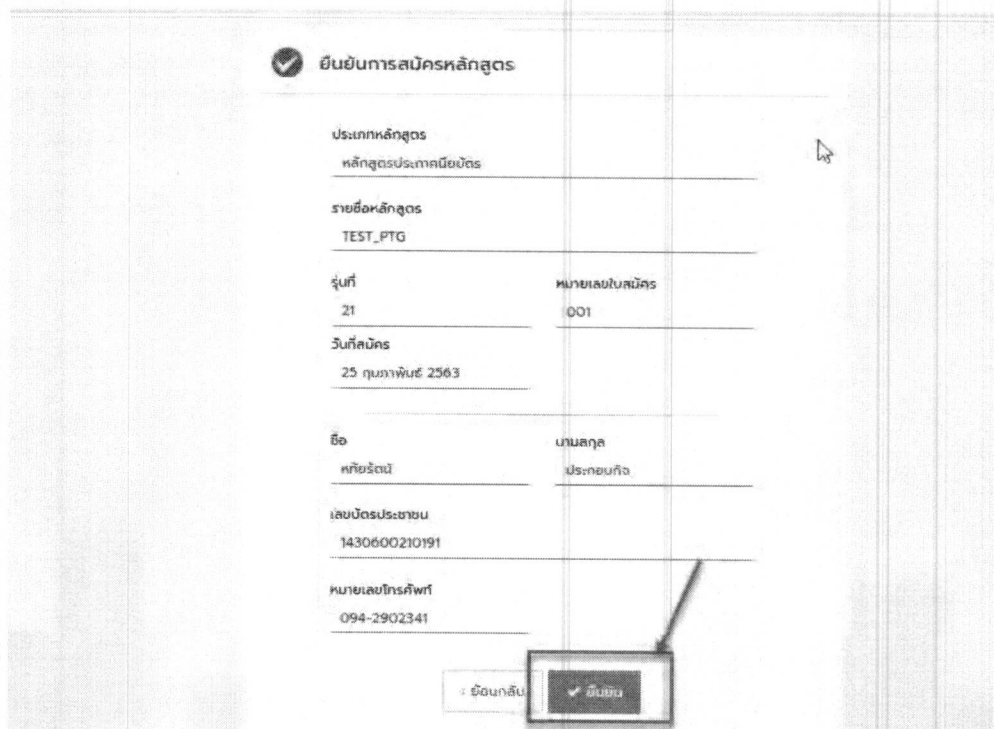 ยืนยันการสมัครหลักสูตร
ประเภทหลักสูตร
หลักสูตรประกาศนียบัตร
รายชื่อหลักสูตร
TEST_PTG
รุ่นที่ หมายเลขใบสมัคร
21 001
วันที่สมัคร
25 กุมภาพันธ์ 2563
ชื่อ นามสกุล
หทัยรัตน์ ประกอบกิจ
เลขบัตรประชาชน
1430600210191
หมายเลขโทรศัพท์
094-2902341
ย้อนกลับ ยืนยัน